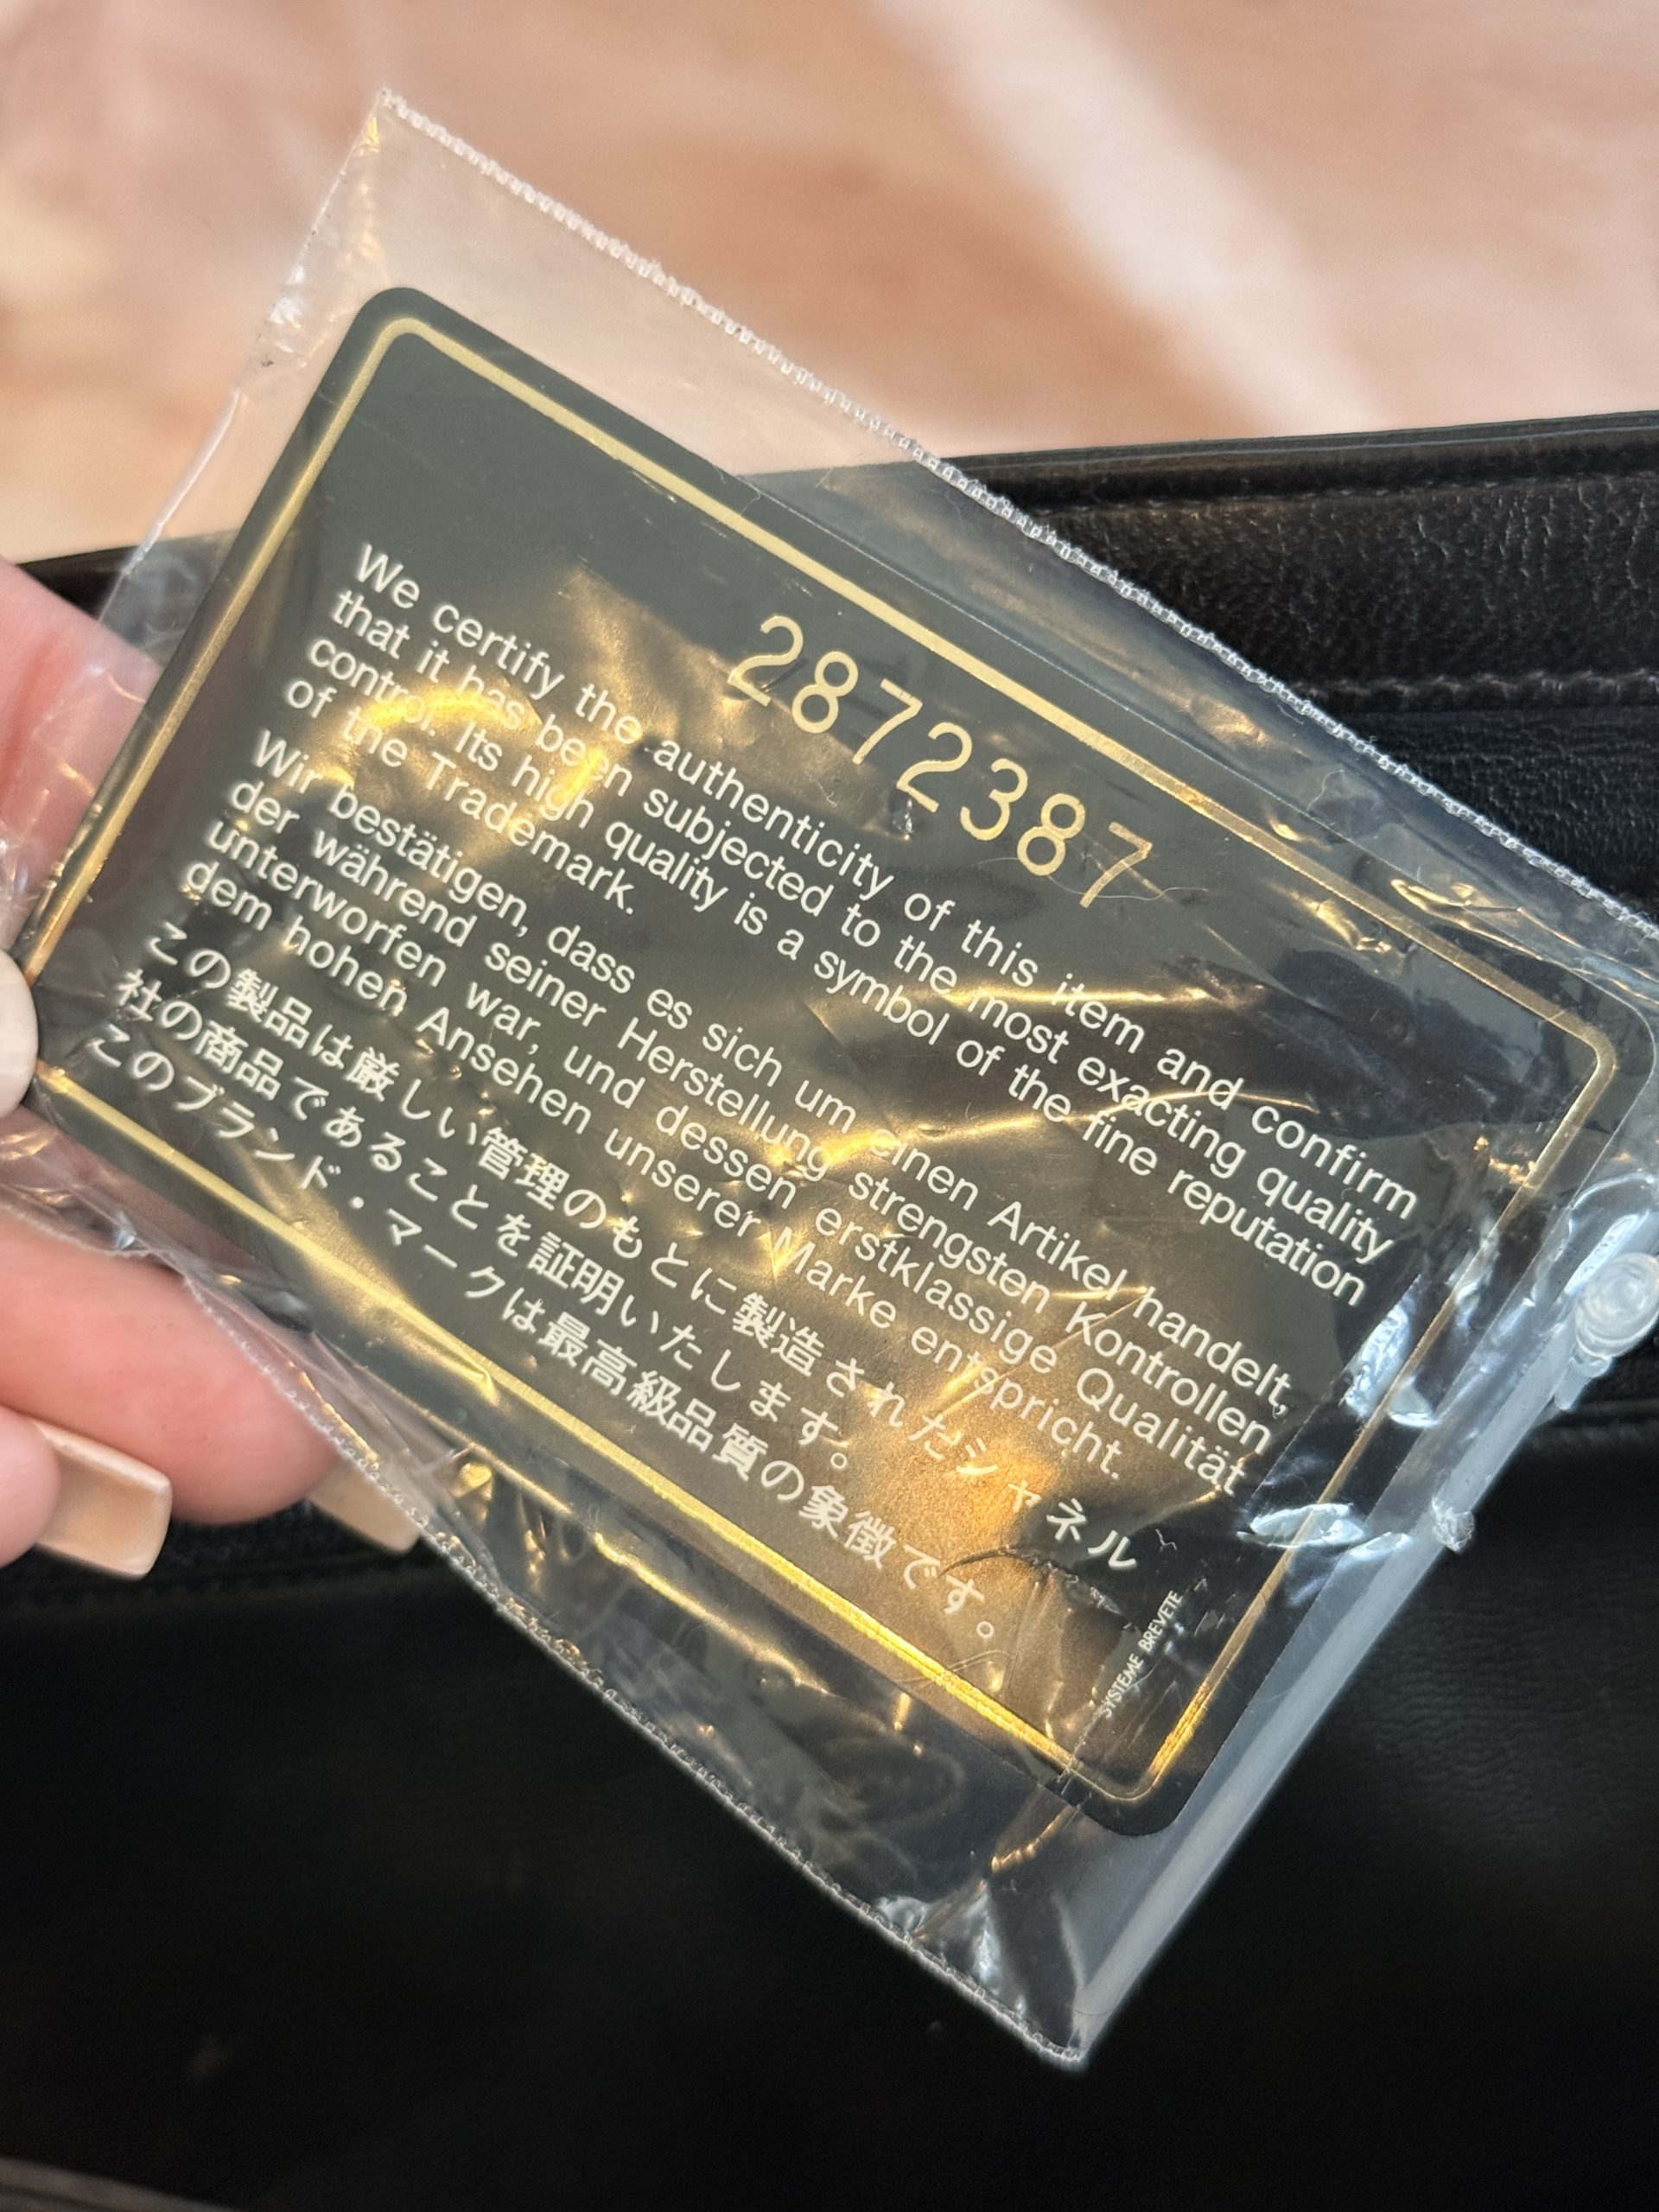 2872387
We certify the authenticity of this item and confirm
that it has been subjected to the most exacting quality
control. Its high quality is a symbol of the fine reputation
of the Trademark.
Wir bestätigen, dass es sich um einen Artikel handelt,
der während seiner Herstellung strengsten Kontrollen
unterworfen war, und dessen erstklassige Qualität
dem hohen Ansehen unserer Marke entspricht.
この製品は厳しい管理のもとに製造されたシャネル
社の商品であることを証明いたします。
このブランド・マークは最高級品質の象徴です。
SYSTEME BREVETE